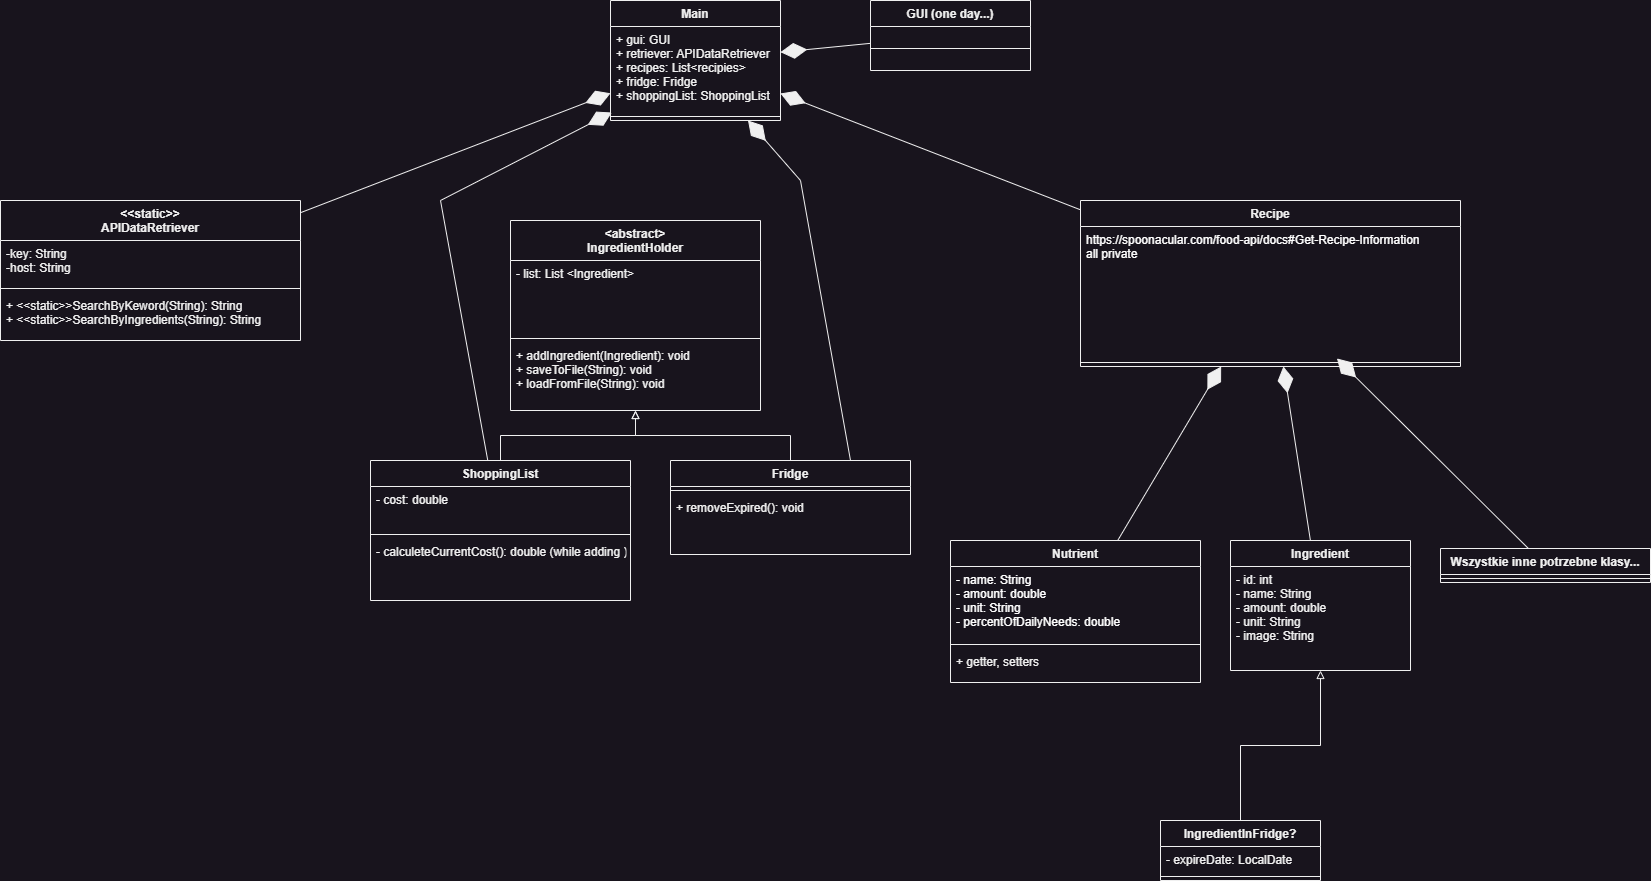 Main
+ gui: GUI
+ retriever: APIDataRetriever
+ recipes: List<recipies>
+ fridge: Fridge
+ shoppingList: ShoppingList
GUI (one day...)
<<static>>
APIDataRetriever
-key: String
-host: String
+ <<static>>SearchByKeword(String): String
+ <<static>>SearchByIngredients(String): String
<abstract>
IngredientHolder
- list: List <Ingredient>
+ addIngredient(Ingredient): void
+ saveToFile(String): void
+ loadFromFile(String): void
Recipe
https://spoonacular.com/food-api/docs#Get-Recipe-Information
all private
ShoppingList
- cost: double
- calculeteCurrentCost(): double (while adding )
Fridge
+ removeExpired(): void
Nutrient
- name: String
- amount: double
- unit: String
- percentOfDailyNeeds: double
+ getter, setters
Ingredient
- id: int
- name: String
- amount: double
- unit: String
- image: String
Wszystkie inne potrzebne klasy...
IngredientInFridge?
- expireDate: LocalDate